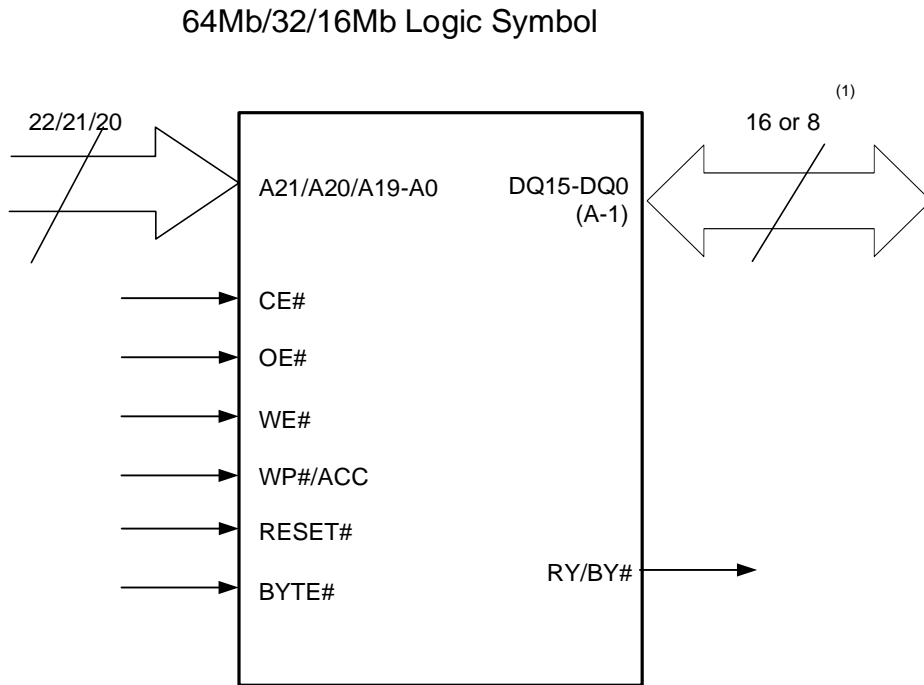 64Mb/32/16Mb Logic Symbol
22/21/20
(1)
16 or 8
A21/A20/A19-A0
DQ15-DQ0
(A-1)
CE#
OE#
WE#
WP#/ACC
RESET#
RY/BY#
BYTE#